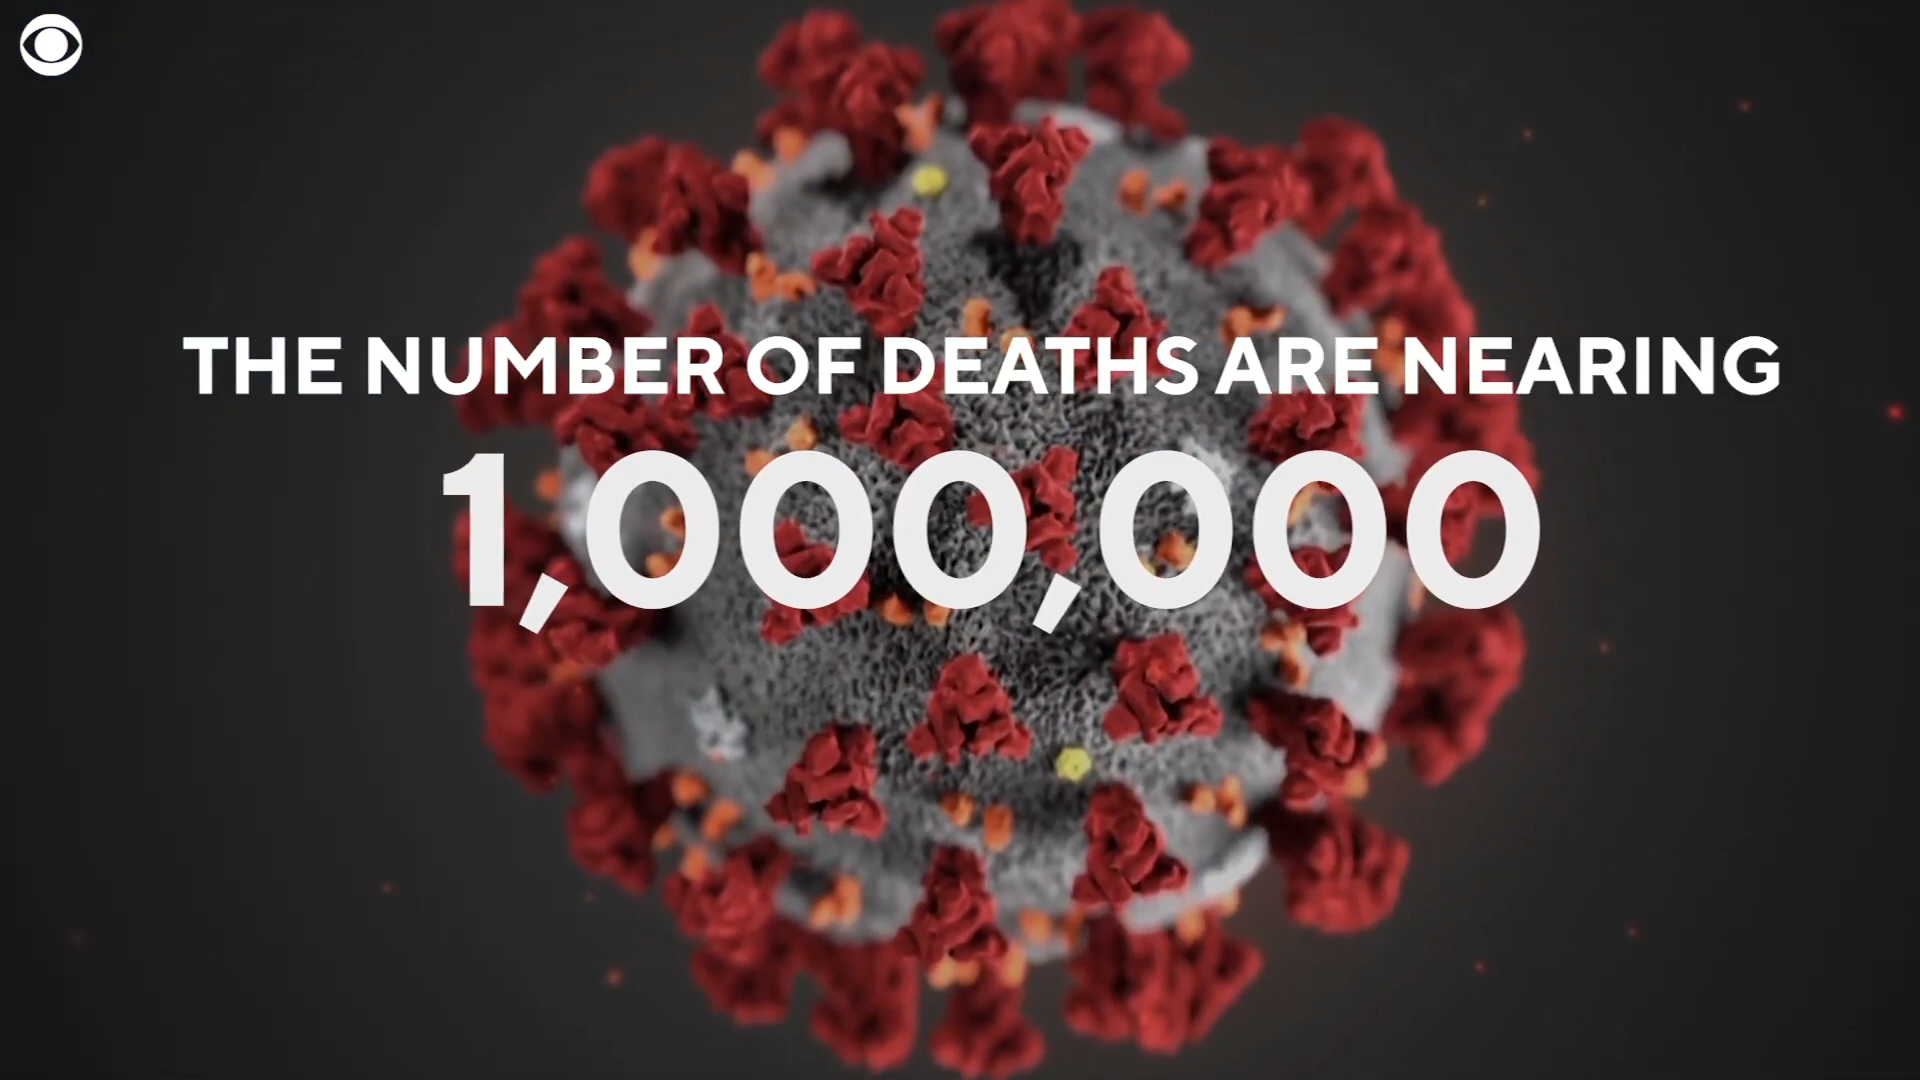 THE NUMBER OF DEATHS ARE NEARING
1,000,000